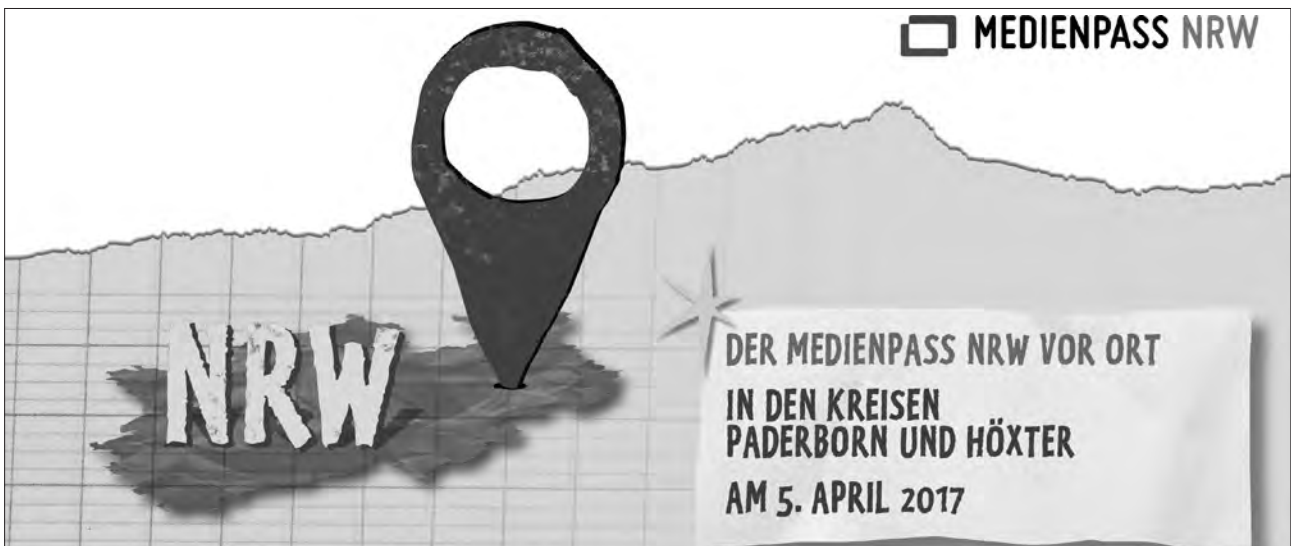 MEDIENPASS NRW
NRW
DER MEDIENPASS NRW VOR ORT
IN DEN KREISEN
PADERBORN UND HÖXTER
AM 5. APRIL 2017